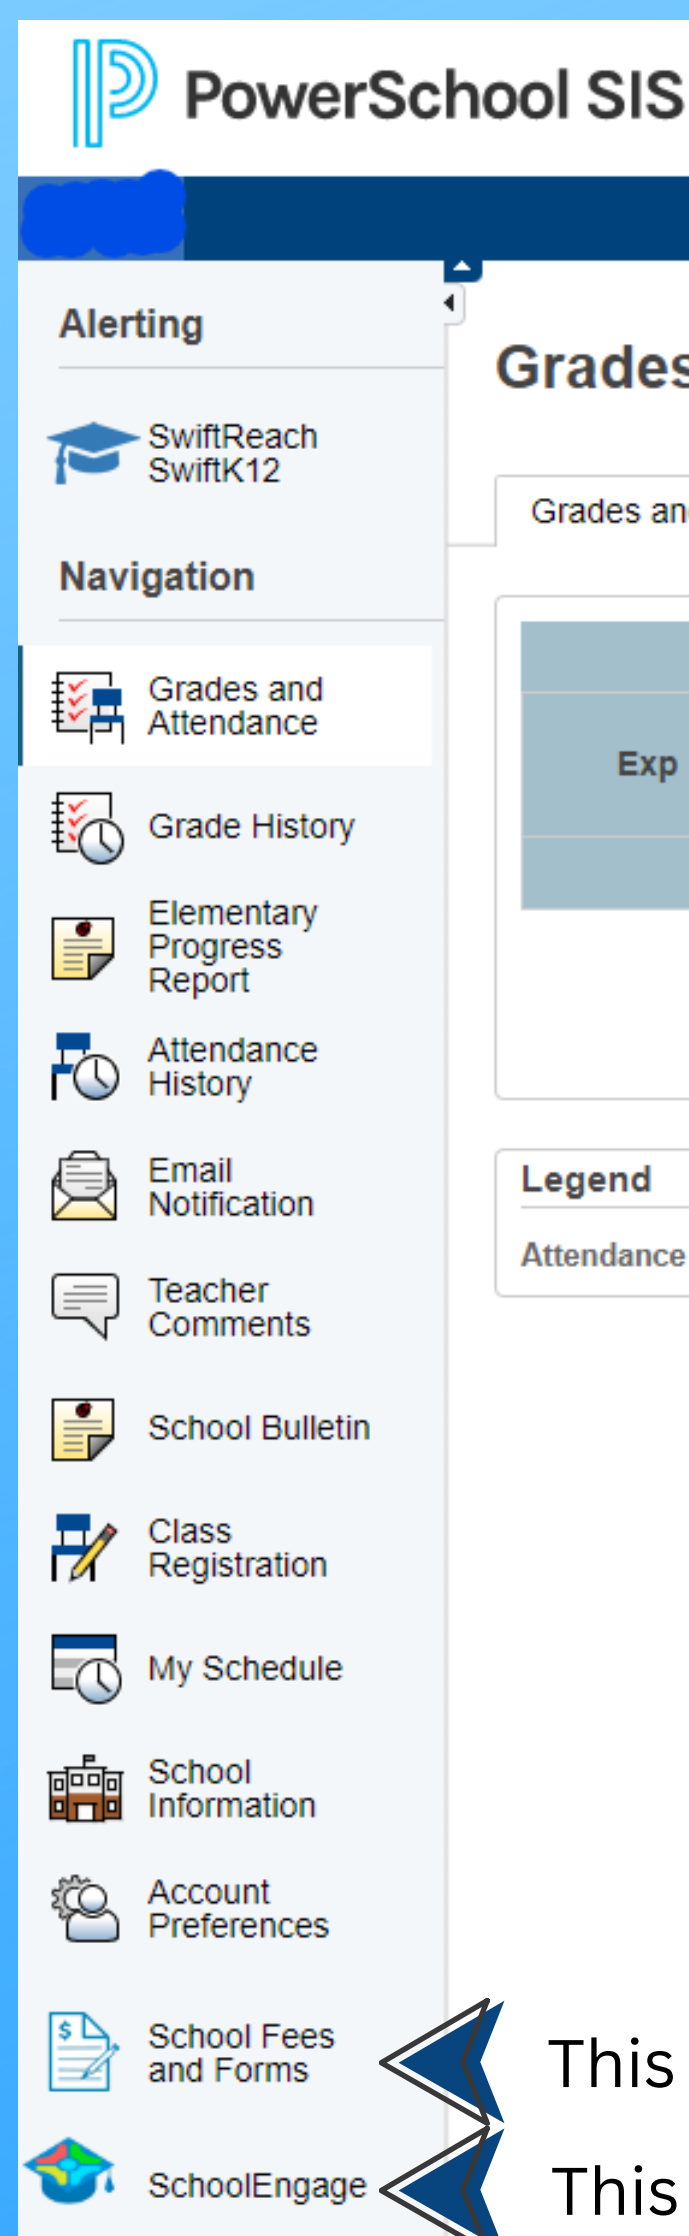 PowerSchool SIS
Alerting
SwiftReach
SwiftK12
Navigation
Grades and
Attendance
Grade History
Elementary
Progress
Report
Attendance
History
Email
Notification
Teacher
Comments
School Bulletin
Class
Registration
My Schedule
School
Information
Account
Preferences
$
School Fees
and Forms
SchoolEngage
Grades
Grades an
Exp
Legend
Attendance
This
This